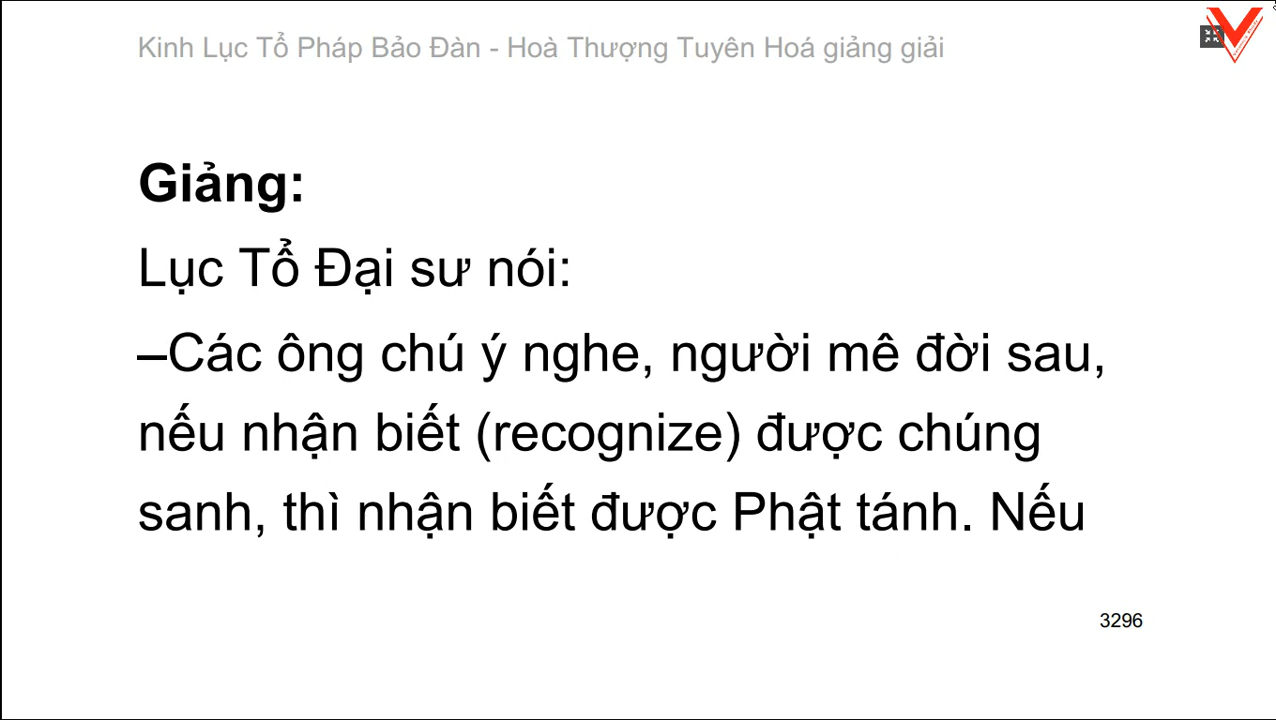 Kinh Lục Tổ Pháp Bảo Đàn - Hoà Thượng Tuyên Hoá giảng giải
Giảng:
Lục Tổ Đại sư nói:
–Các ông chú ý nghe, người mê đời sau,
nếu nhận biết (recognize) được chúng
sanh, thì nhận biết được Phật tánh. Nếu
3296